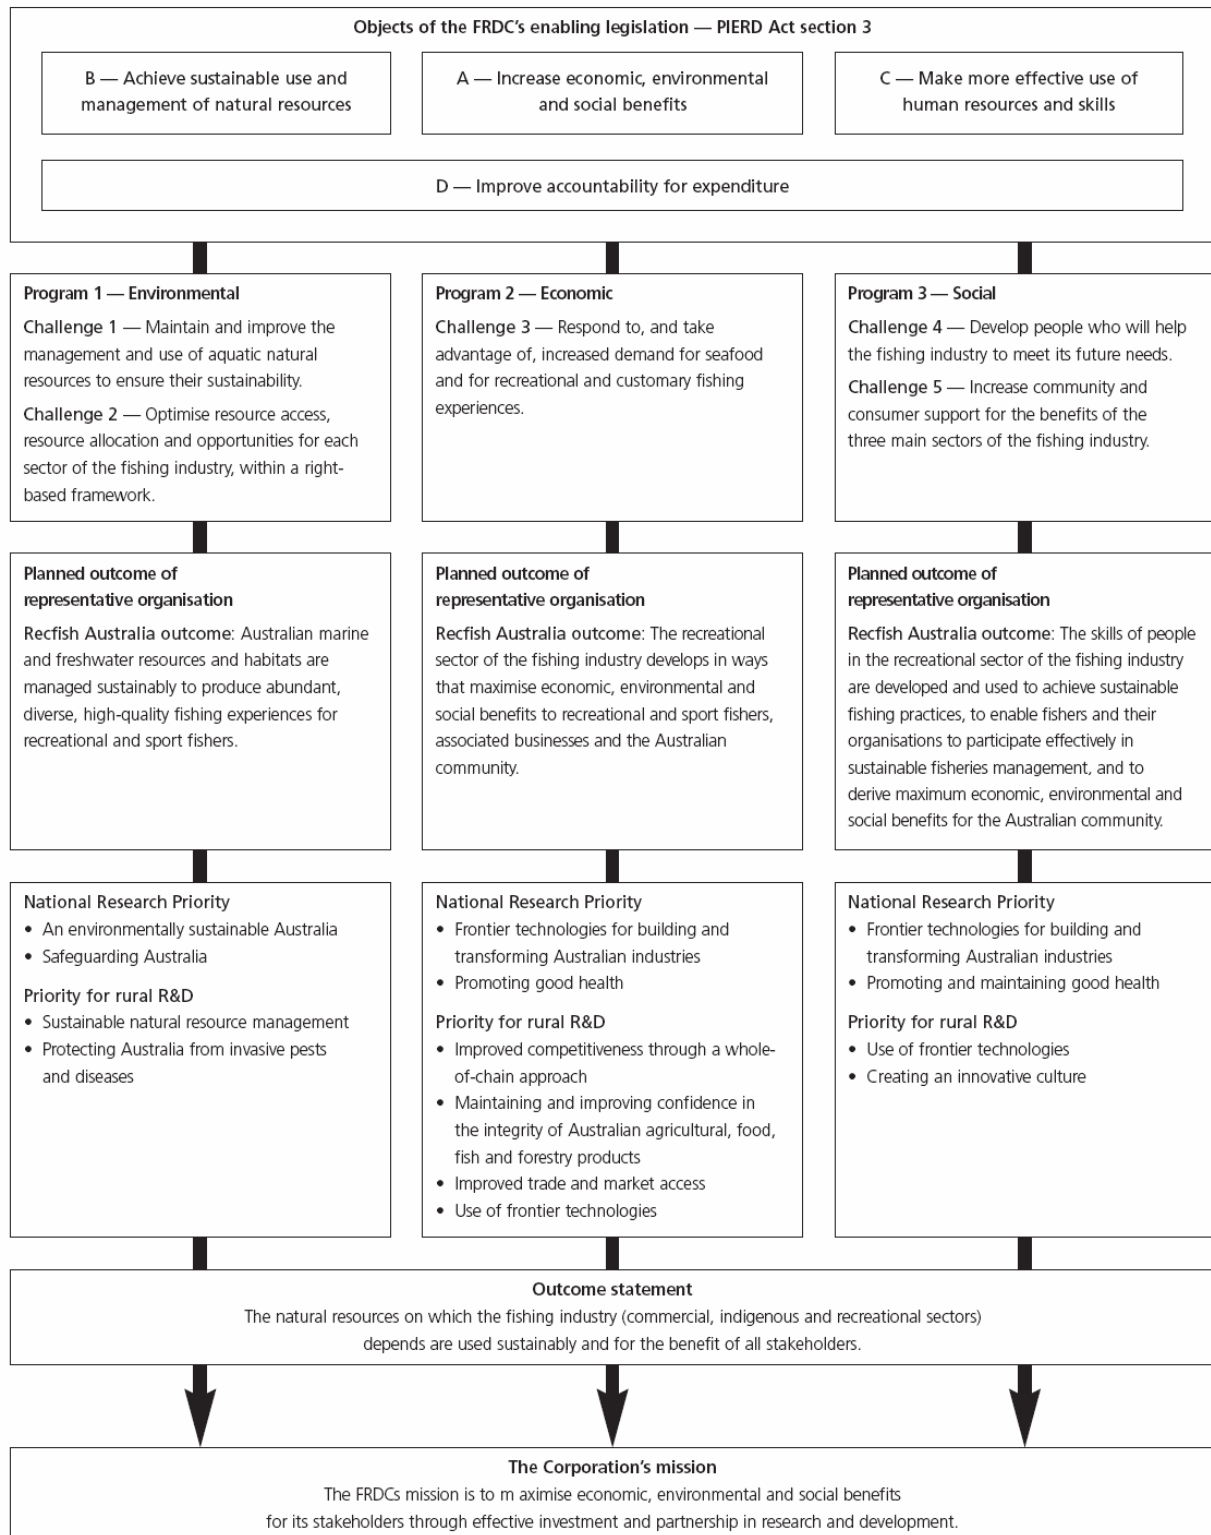 Objects of the FRDC's enabling legislation — PIERD Act section 3
B — Achieve sustainable use and
management of natural resources
A — Increase economic, environmental
and social benefits
C — Make more effective use of
human resources and skills
D — Improve accountability for expenditure
Program 1 — Environmental
Challenge 1 — Maintain and improve the
management and use of aquatic natural
resources to ensure their sustainability.
Challenge 2 — Optimise resource access,
resource allocation and opportunities for each
sector of the fishing industry, within a right-
based framework.
Program 2 — Economic
Challenge 3 — Respond to, and take
advantage of, increased demand for seafood
and for recreational and customary fishing
experiences.
Program 3 — Social
Challenge 4 — Develop people who will help
the fishing industry to meet its future needs.
Challenge 5 — Increase community and
consumer support for the benefits of the
three main sectors of the fishing industry.
Planned outcome of
representative organisation
Recfish Australia outcome: Australian marine
and freshwater resources and habitats are
managed sustainably to produce abundant,
diverse, high-quality fishing experiences for
recreational and sport fishers.
Planned outcome of
representative organisation
Recfish Australia outcome: The recreational
sector of the fishing industry develops in ways
that maximise economic, environmental and
social benefits to recreational and sport fishers,
associated businesses and the Australian
community.
Planned outcome of
representative organisation
Recfish Australia outcome: The skills of people
in the recreational sector of the fishing industry
are developed and used to achieve sustainable
fishing practices, to enable fishers and their
organisations to participate effectively in
sustainable fisheries management, and to
derive maximum economic, environmental and
social benefits for the Australian community.
National Research Priority
• An environmentally sustainable Australia
• Safeguarding Australia
Priority for rural R&D
• Sustainable natural resource management
• Protecting Australia from invasive pests
and diseases
National Research Priority
• Frontier technologies for building and
transforming Australian industries
• Promoting good health
Priority for rural R&D
• Improved competitiveness through a whole-
of-chain approach
• Maintaining and improving confidence in
the integrity of Australian agricultural, food,
fish and forestry products
• Improved trade and market access
• Use of frontier technologies
National Research Priority
• Frontier technologies for building and
transforming Australian industries
• Promoting and maintaining good health
Priority for rural R&D
• Use of frontier technologies
• Creating an innovative culture
Outcome statement
The natural resources on which the fishing industry (commercial, indigenous and recreational sectors)
depends are used sustainably and for the benefit of all stakeholders.
The Corporation's mission
The FRDCs mission is to m aximise economic, environmental and social benefits
for its stakeholders through effective investment and partnership in research and development.